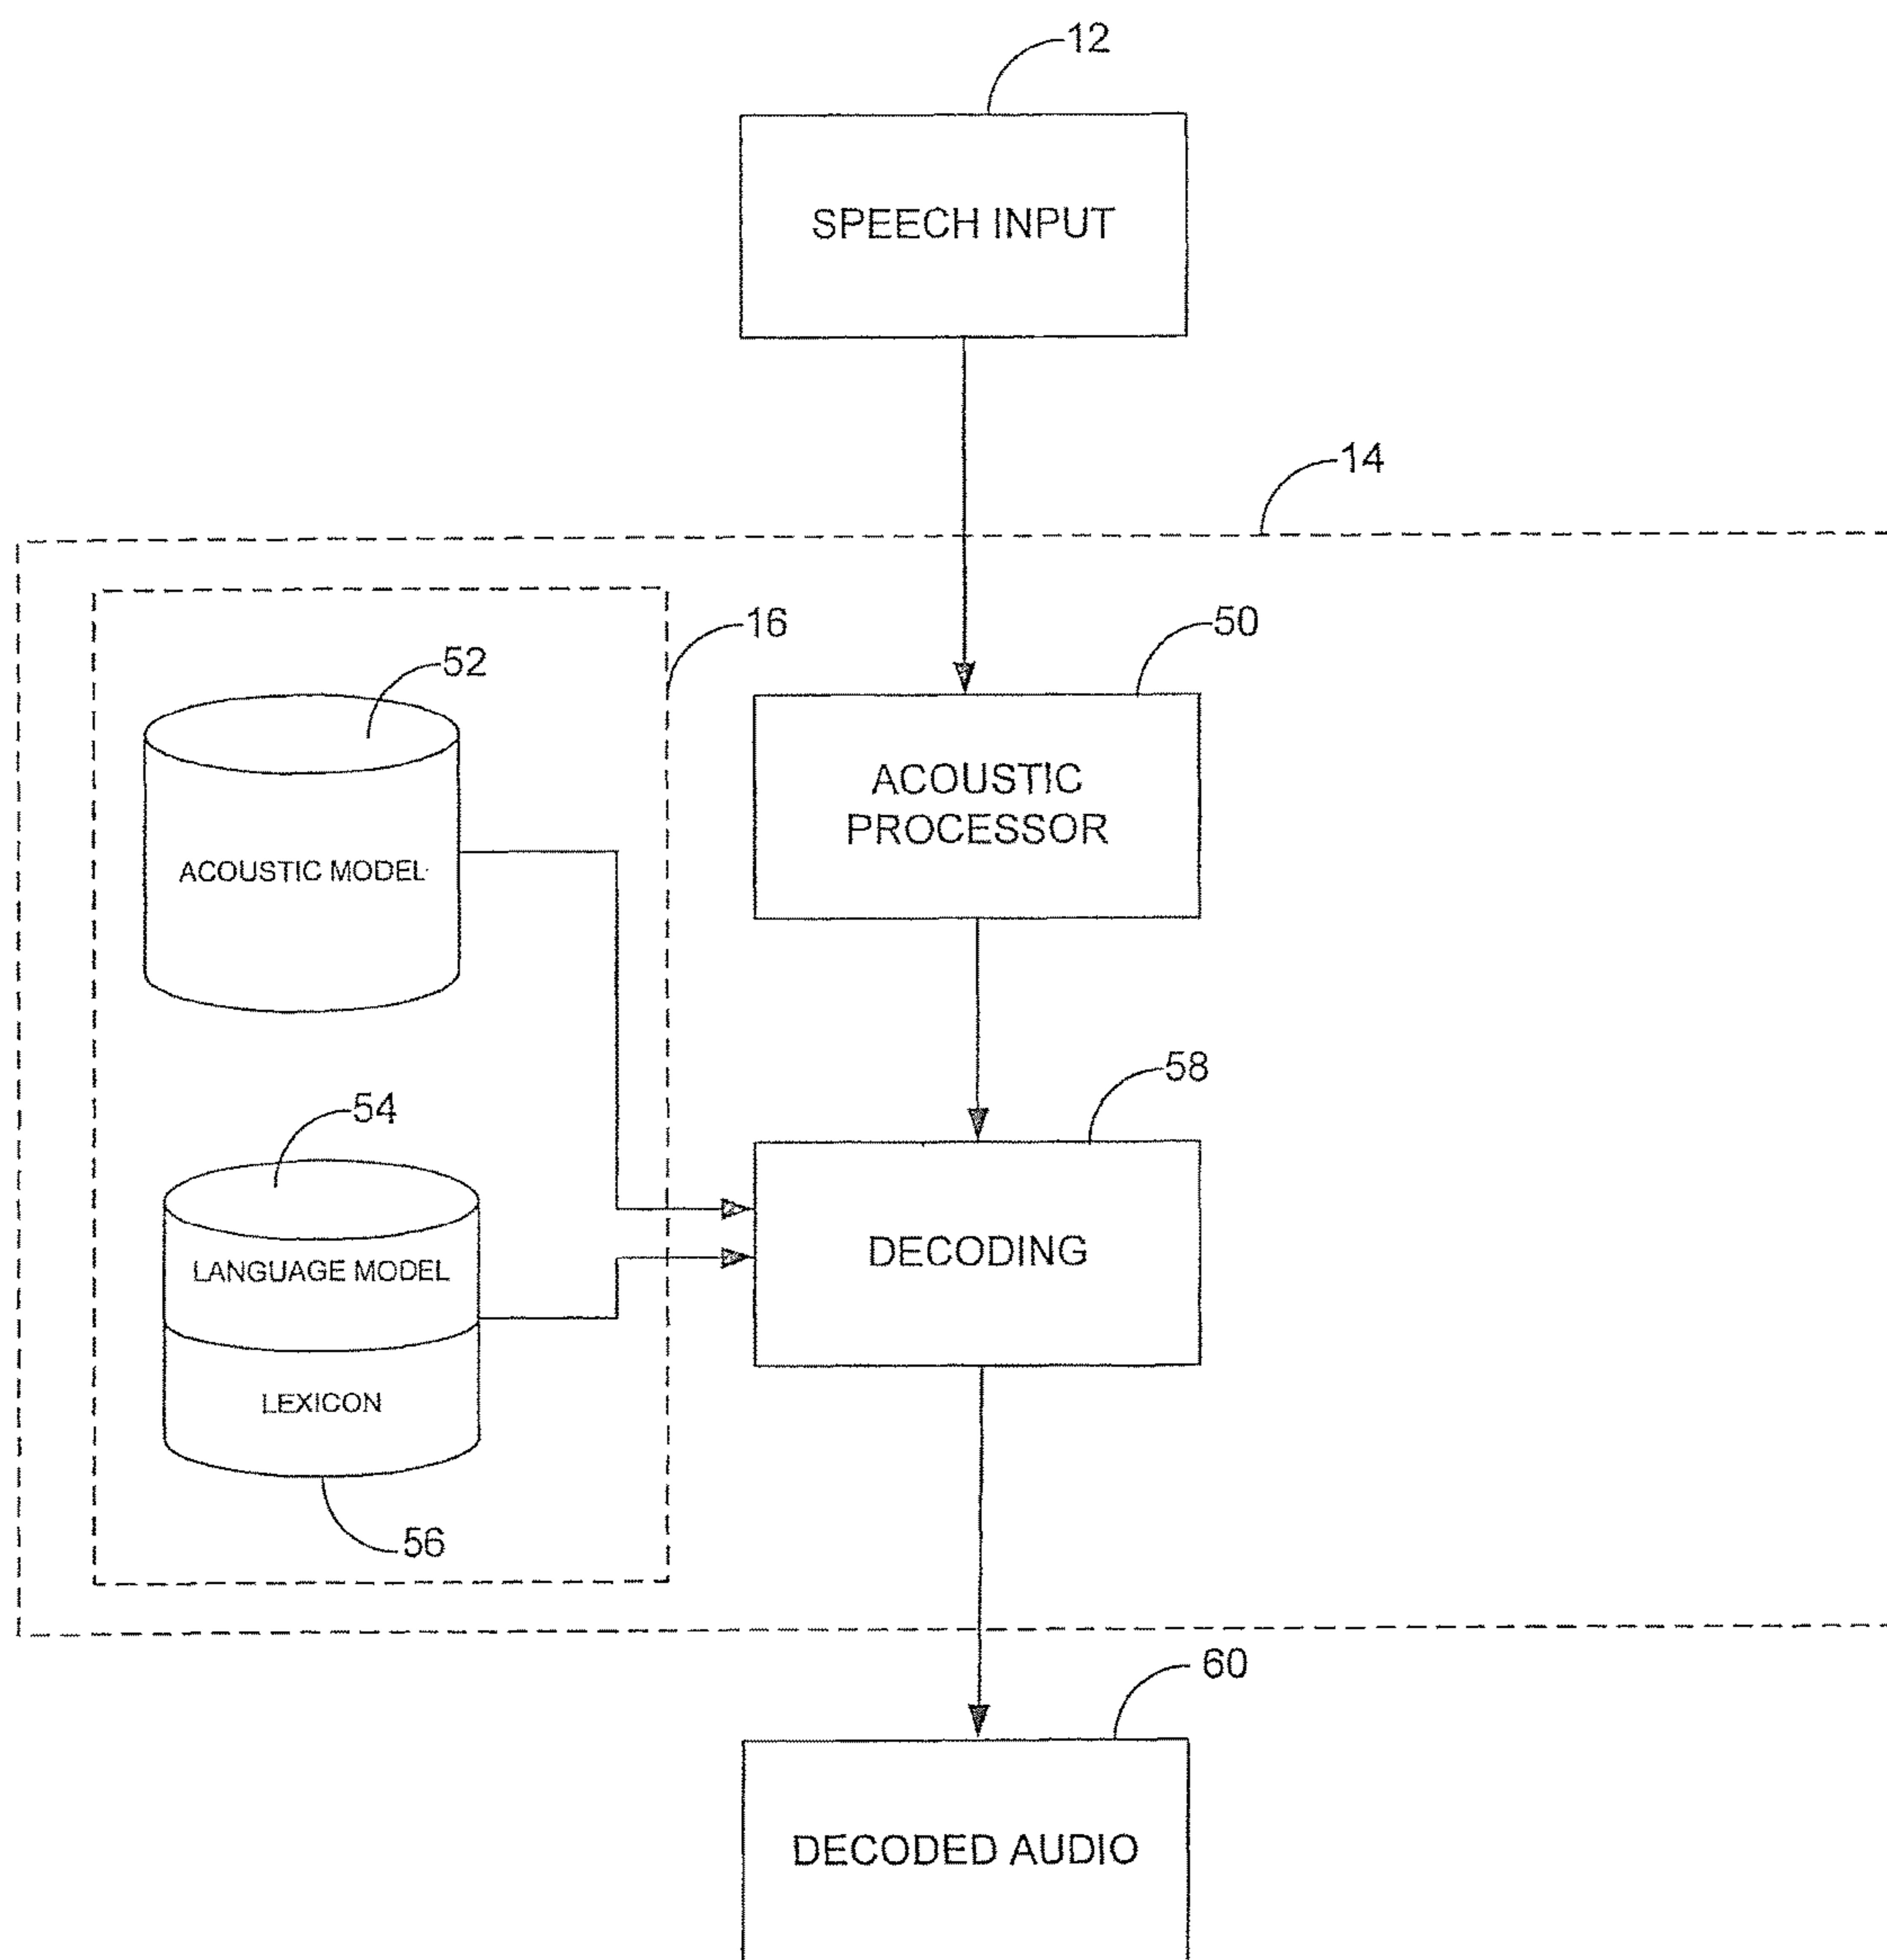 12
SPEECH INPUT
14
16
50
52
ACOUSTIC
PROCESSOR
ACOUSTIC MODEL
58
54
DECODING
LANGUAGE MODEL
LEXICON
56
60
DECODED AUDIO